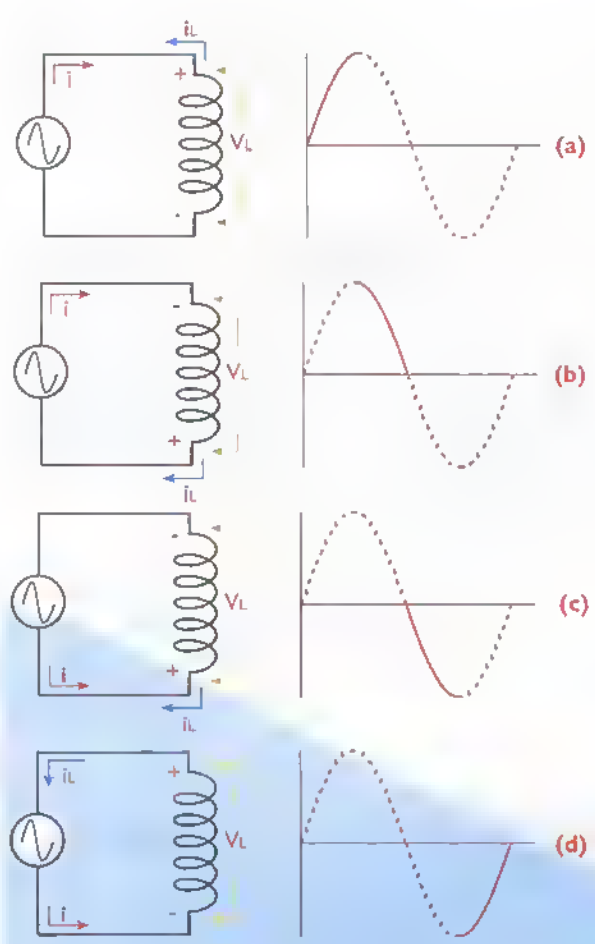 iL
i
+
VL
-
(a)
i
-
VL
+
iL
(b)
-
VL
i
+
iL
(c)
iL
+
VL
i
-
(d)